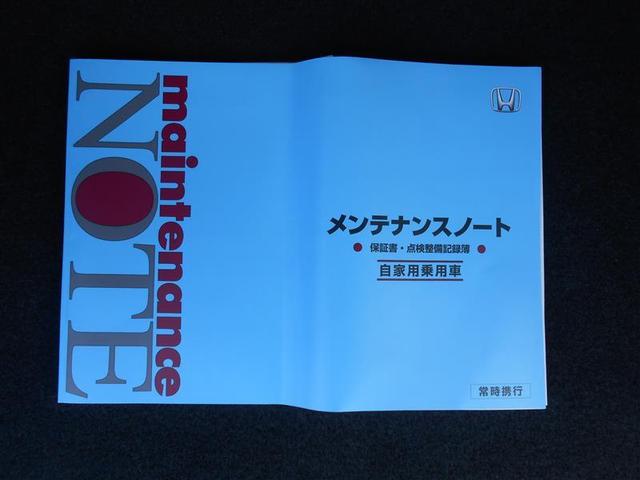 maintenance
NOTE
メンテナンスノート
● 保証書・点検整備記録簿 ●
自家用乗用車
常時携行